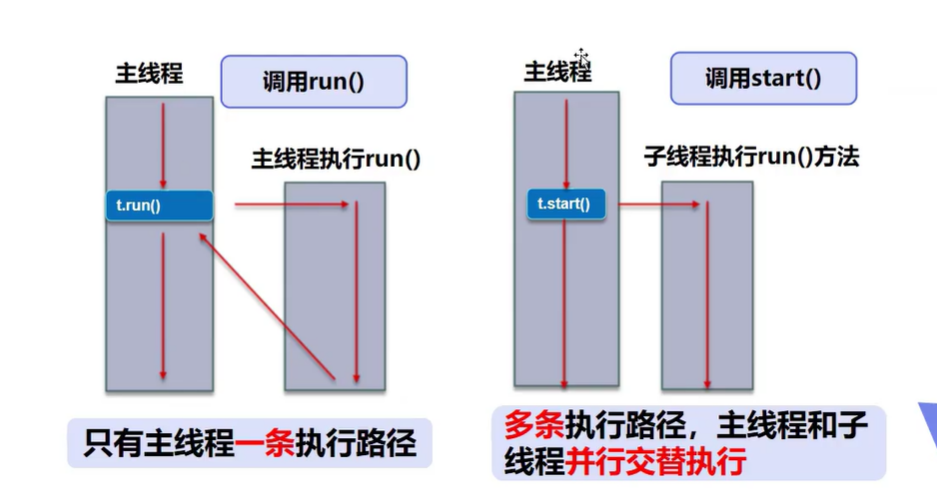 主线程
调用run()
主线程执行run()
t.run()
只有主线程一条执行路径
主线程
调用start()
子线程执行run()方法
t.start()
多条执行路径，主线程和子
线程并行交替执行